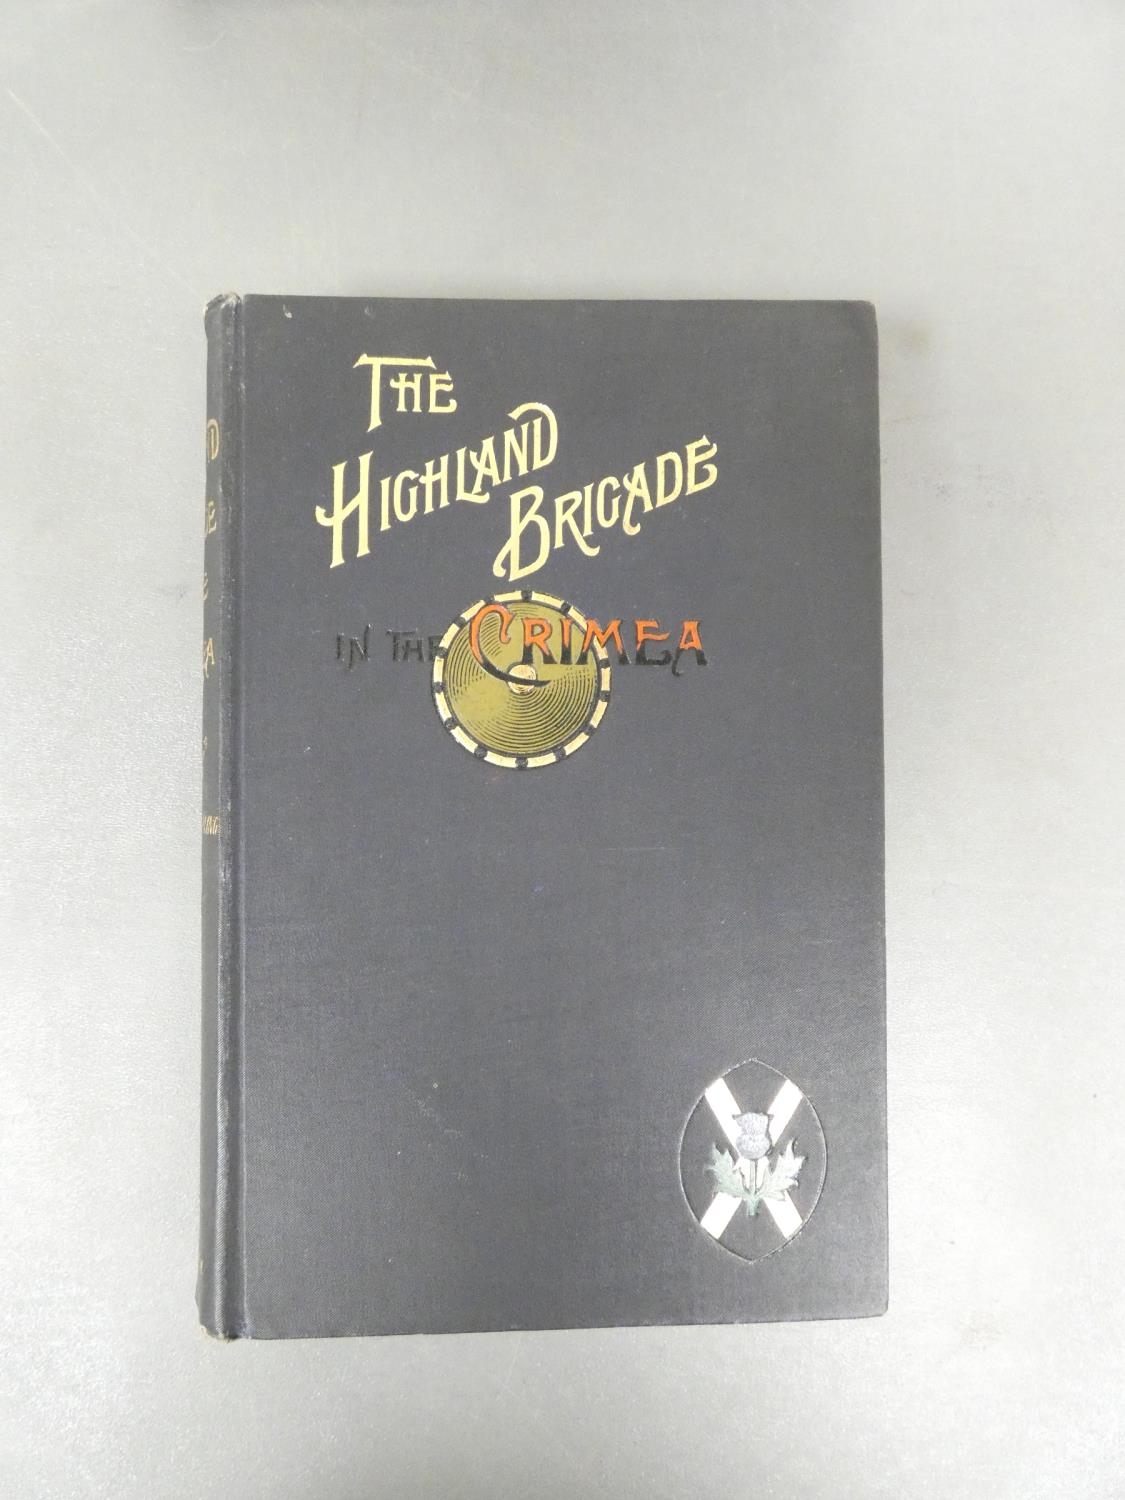 THE
HIGHLAND
BRIGADE
IN THE CRIMEA